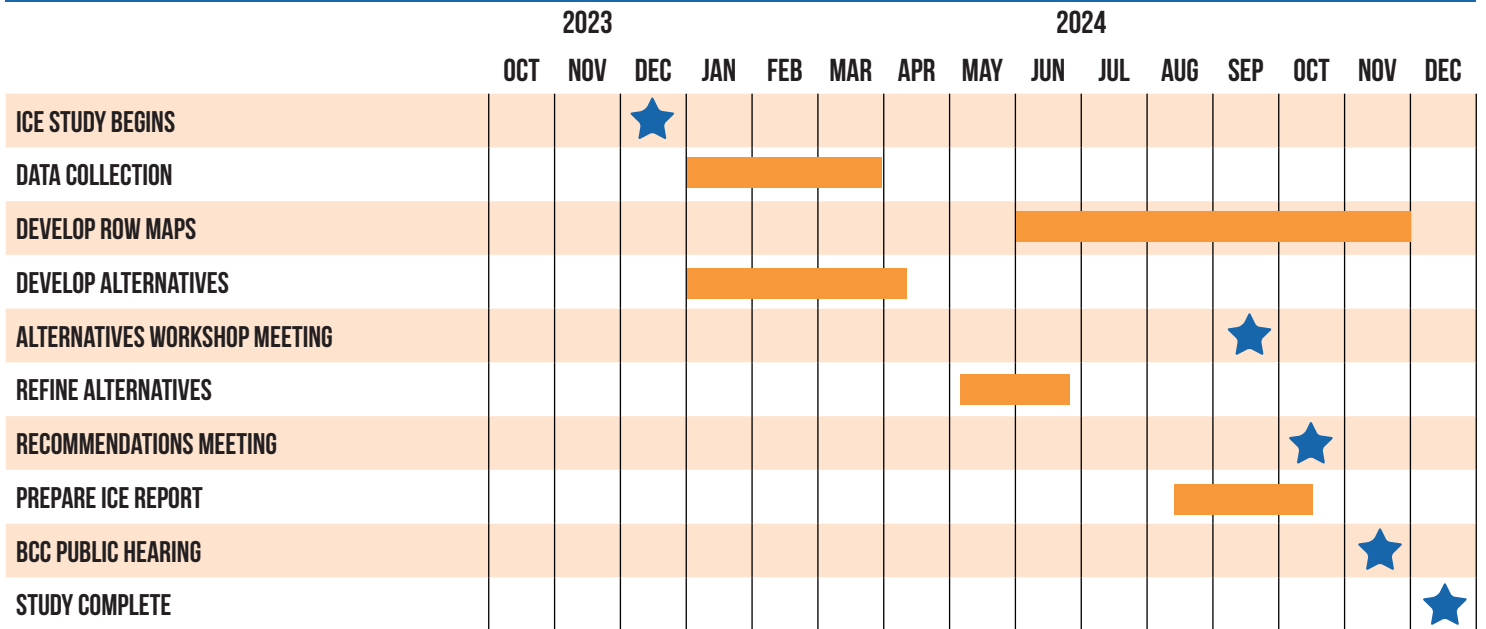 2023 2024
OCT NOV DEC JAN FEB MAR APR MAY JUN JUL AUG SEP OCT NOV DEC
ICE STUDY BEGINS
DATA COLLECTION
DEVELOP ROW MAPS
DEVELOP ALTERNATIVES
ALTERNATIVES WORKSHOP MEETING
REFINE ALTERNATIVES
RECOMMENDATIONS MEETING
PREPARE ICE REPORT
BCC PUBLIC HEARING
STUDY COMPLETE